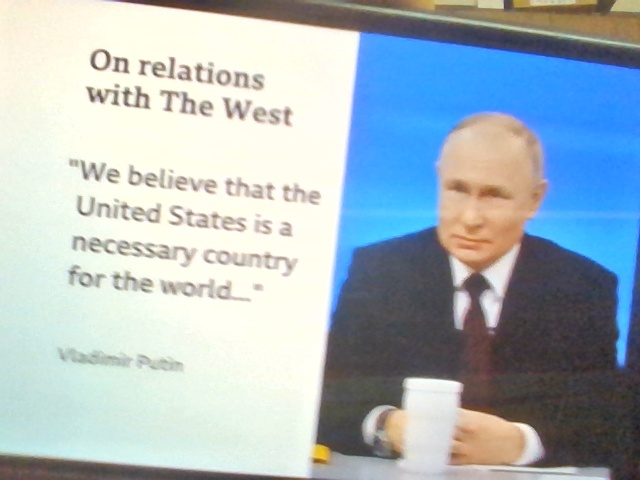 On relations
with The West
"We believe that the
United States is a
necessary country
for the world..."
Vladimir Putin